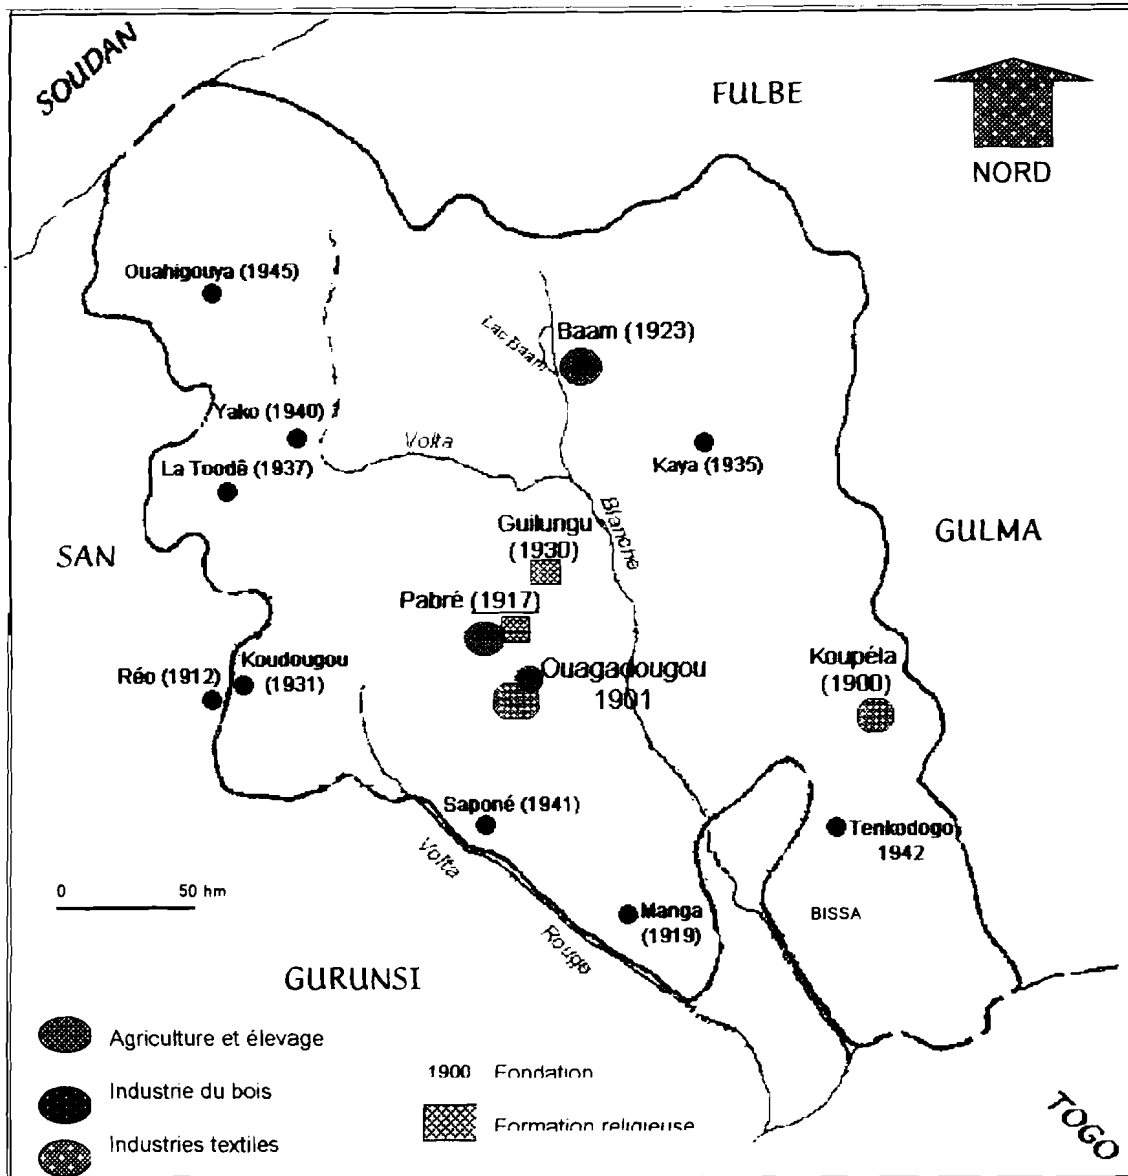 SOUDAN
FULBE
NORD
Ouahigouya (1945)
Lac Baam
Baam (1923)
Yako (1940)
Volta
La Toodê (1937)
Kaya (1935)
Blanche
Guilungu
(1930)
GULMA
SAN
Pabré (1917)
Koudougou
(1931)
Réo (1912)
Ouagadougou
1901
Koupéla
(1900)
Saponé (1941)
Volta
Tenkodogo
1942
0 50 hm
Manga
(1919)
BISSA
Rouge
GURUNSI
Agriculture et élevage
Industrie du bois
Industries textiles
1900 Fondation
Formation religieuse
TOGO